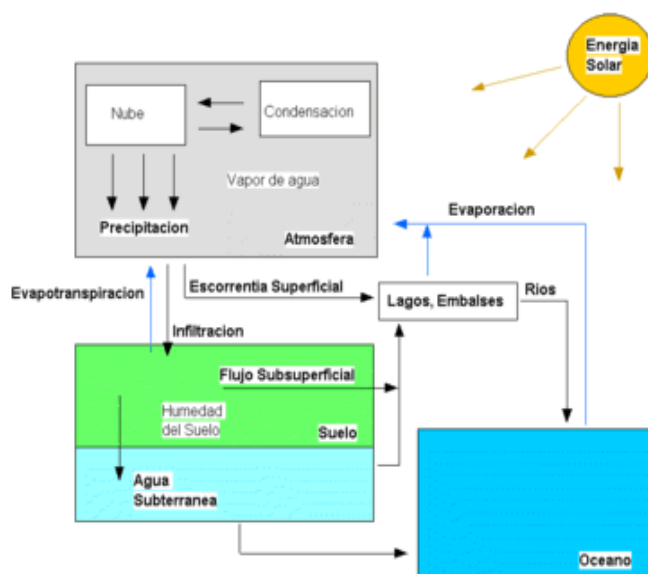 Energia
Solar
Nube
Condensacion
Vapor de agua
Precipitacion
Atmosfera
Evaporacion
Evapotranspiracion
Escorrentia Superficial
Lagos, Embalses
Rios
Infiltracion
Flujo Subsuperficial
Humedad
del Suelo
Suelo
Agua
Subterranea
Oceano